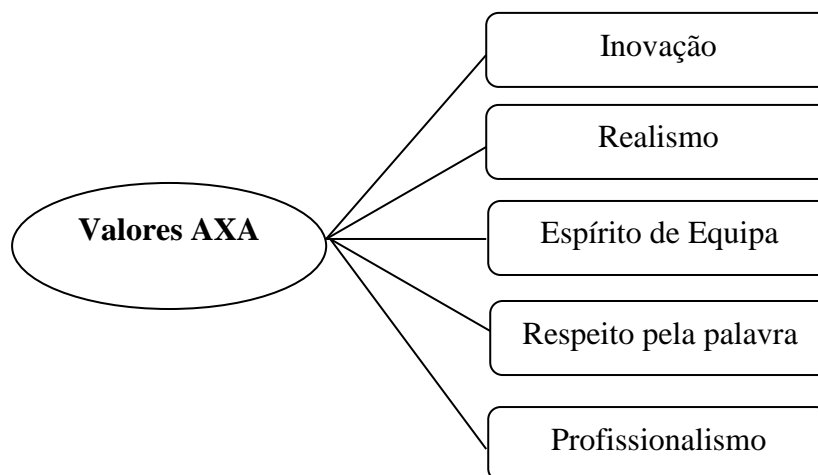 Inovação
Realismo
Valores AXA
Espírito de Equipa
Respeito pela palavra
Profissionalismo